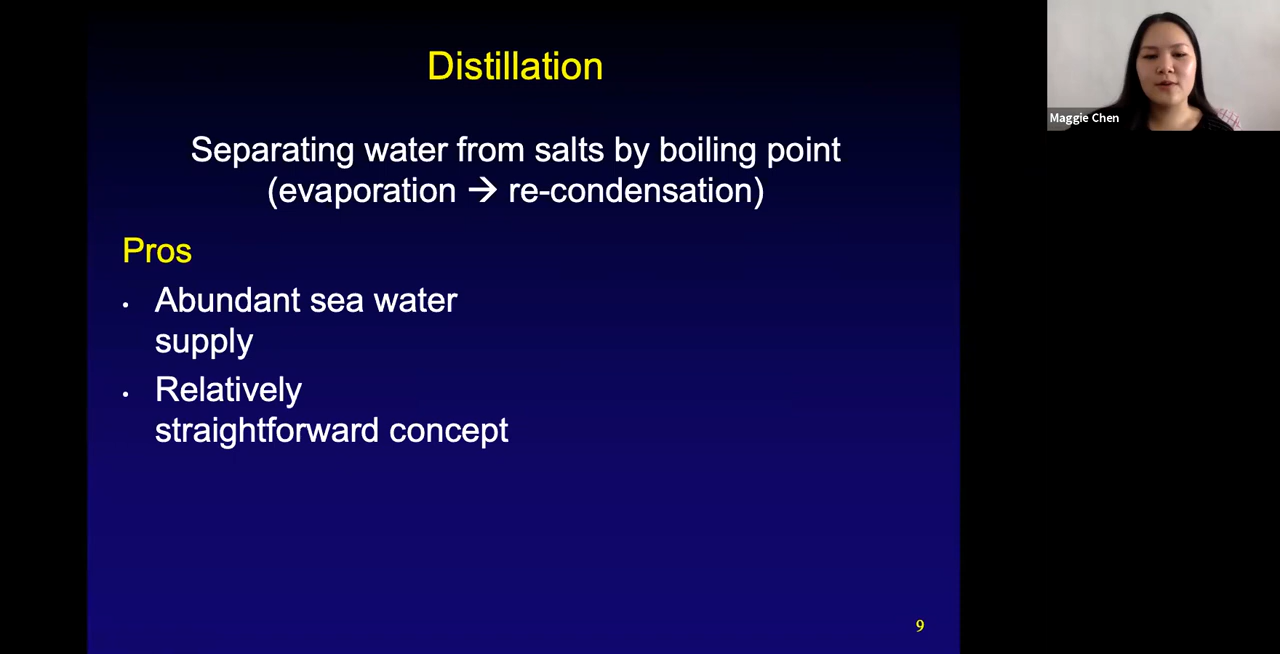 Distillation
Separating water from salts by boiling point
(evaporation → re-condensation)
Pros
• Abundant sea water
supply
• Relatively
straightforward concept
9
Maggie Chen